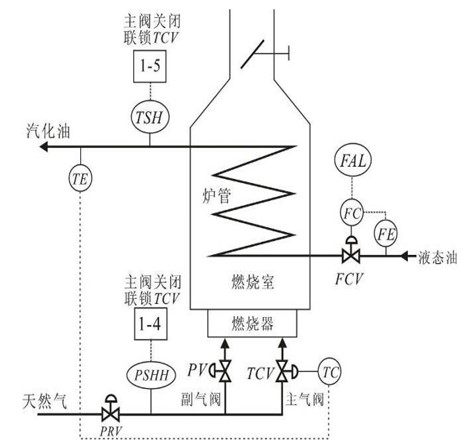 主阀关闭
联锁TCV
1-5
TSH
汽化油
TE
炉管
FAL
FC
FE
液态油
FCV
燃烧室
主阀关闭
联锁TCV
1-4
燃烧器
PSHH
PV
TCV
TC
天然气
副气阀
主气阀
PRV